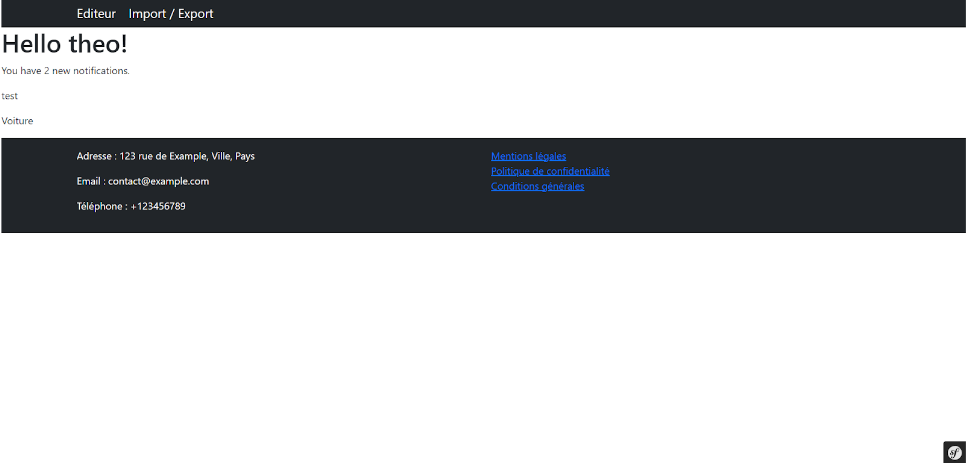 Editeur Import / Export
Hello theo!
You have 2 new notifications.
test
Voiture
Adresse : 123 rue de Example, Ville, Pays
Email : contact@example.com
Téléphone : +123456789
Mentions légales
Politique de confidentialité
Conditions générales
sf